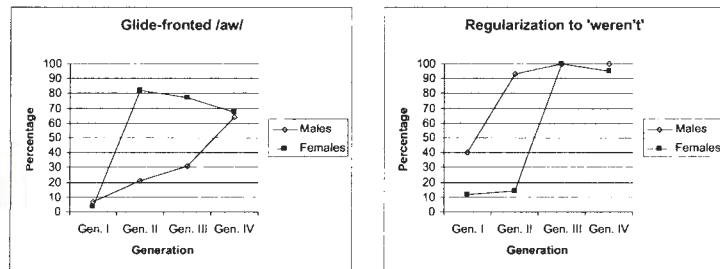 Glide-fronted /aw/
100
90
80
70
60
50
40
30
20
10
0
Percentage
Gen. I Gen. II Gen. III Gen. IV
Generation
Males
Females
Regularization to 'weren't'
100
90
80
70
60
50
40
30
20
10
0
Percentage
Gen. I Gen. II Gen. III Gen. IV
Generation
Males
Females